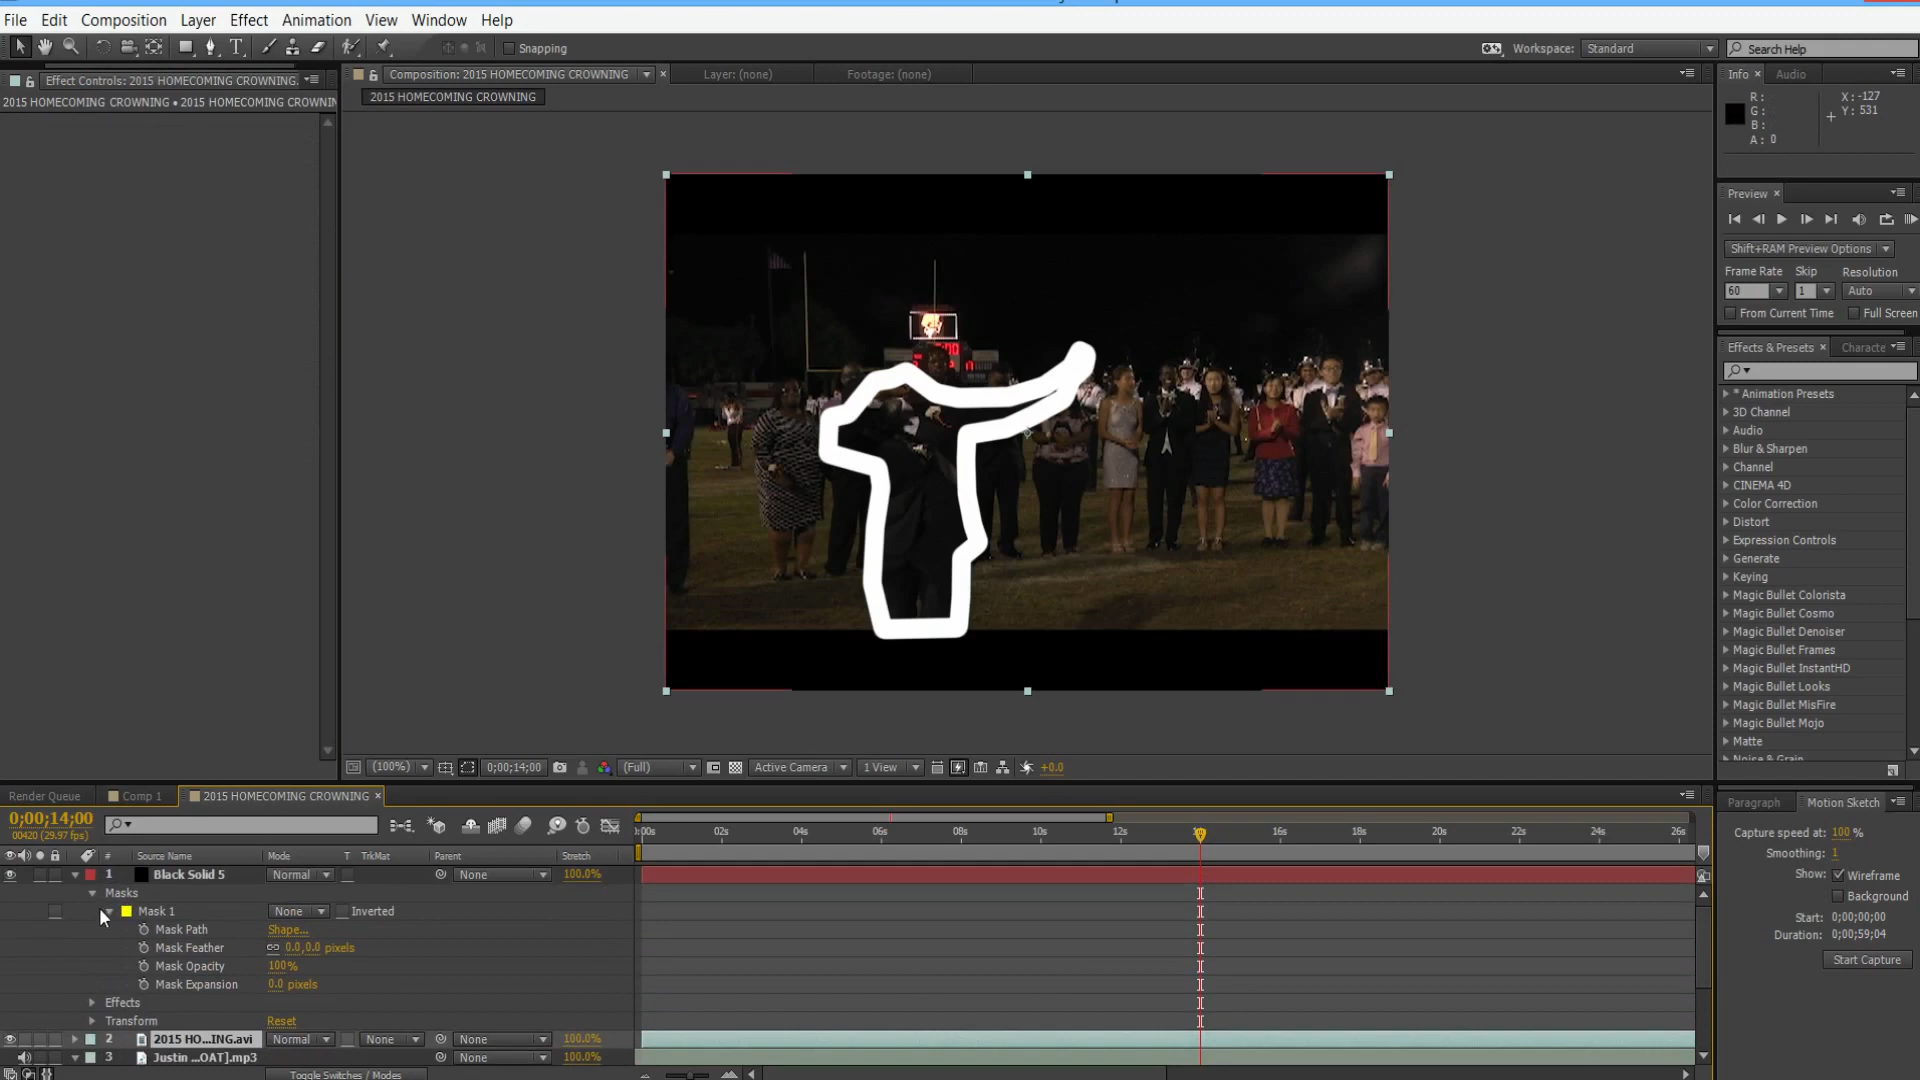 File Edit Composition Layer Effect Animation View Window Help
T Snapping Workspace: Standard Search Help
Effect Controls: 2015 HOMECOMING CROWNING.
2015 HOMECOMING CROWNING • 2015 HOMECOMING CROWNIN
Composition: 2015 HOMECOMING CROWNING × Layer: (none) Footage: (none)
2015 HOMECOMING CROWNING
Info × Audio
R:
G:
B:
A: 0
X: -127
Y: 531
Preview ×
Shift+RAM Preview Options
Frame Rate Skip Resolution
60 1 Auto
From Current Time Full Screen
Effects & Presets × Characte
* Animation Presets
3D Channel
Audio
Blur & Sharpen
Channel
CINEMA 4D
Color Correction
Distort
Expression Controls
Generate
Keying
Magic Bullet Colorista
Magic Bullet Cosmo
Magic Bullet Denoiser
Magic Bullet Frames
Magic Bullet InstantHD
Magic Bullet Looks
Magic Bullet MisFire
Magic Bullet Mojo
Matte
Noise & Grain
(100%) 0;00;14;00 (Full) Active Camera 1 View +0.0
Render Queue Comp 1 2015 HOMECOMING CROWNING ×
0;00;14;00
00420 (29.97 fps)
:00s 02s 04s 06s 08s 10s 12s 16s 18s 20s 22s 24s 26s
# Source Name Mode T TrkMat Parent Stretch
1 Black Solid 5 Normal None 100.0%
Masks
Mask 1 None Inverted
Mask Path Shape...
Mask Feather 0.0,0.0 pixels
Mask Opacity 100%
Mask Expansion 0.0 pixels
Effects
Transform Reset
2 2015 HO...ING.avi Normal None None 100.0%
3 Justin ...OAT].mp3 None 100.0%
Toggle Switches / Modes
Paragraph Motion Sketch ×
Capture speed at: 100 %
Smoothing: 1
Show: Wireframe
Background
Start: 0;00;00;00
Duration: 0;00;59;04
Start Capture